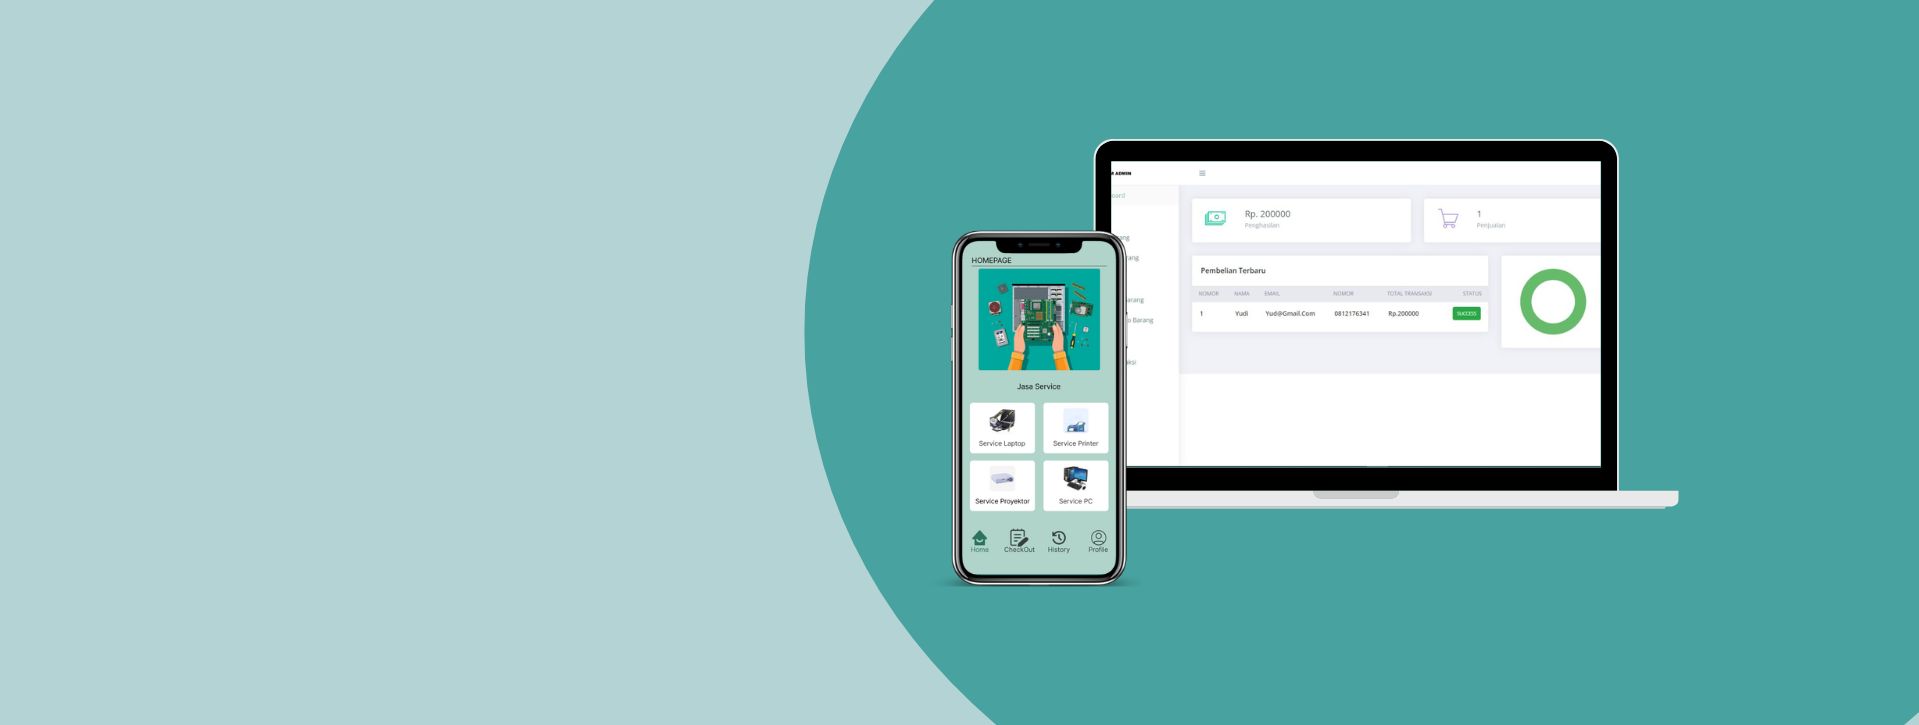 HOMEPAGE
Jasa Service
Service Laptop
Service Printer
Service Proyektor
Service PC
Home
CheckOut
History
Profile
M ADMIN
oard
ang
rang
arang
o Barang
aksi
Rp. 200000
Penghasilan
1
Penjualan
Pembelian Terbaru
NOMOR NAMA EMAIL NOMOR TOTAL TRANSAKSI STATUS
1 Yudi Yud@Gmail.Com 0812176341 Rp.200000 SUCCESS